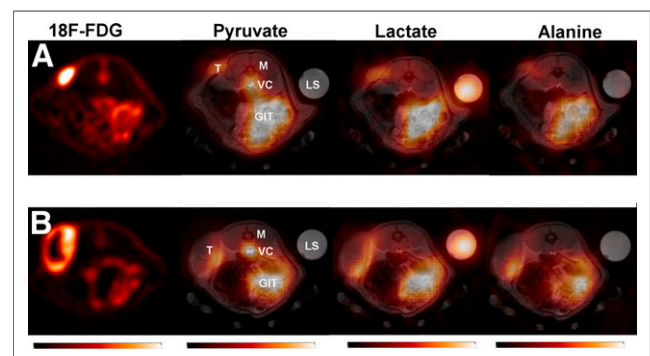 18F-FDG Pyruvate Lactate Alanine
A
T M
VC LS
GIT
B
M
T VC LS
GIT